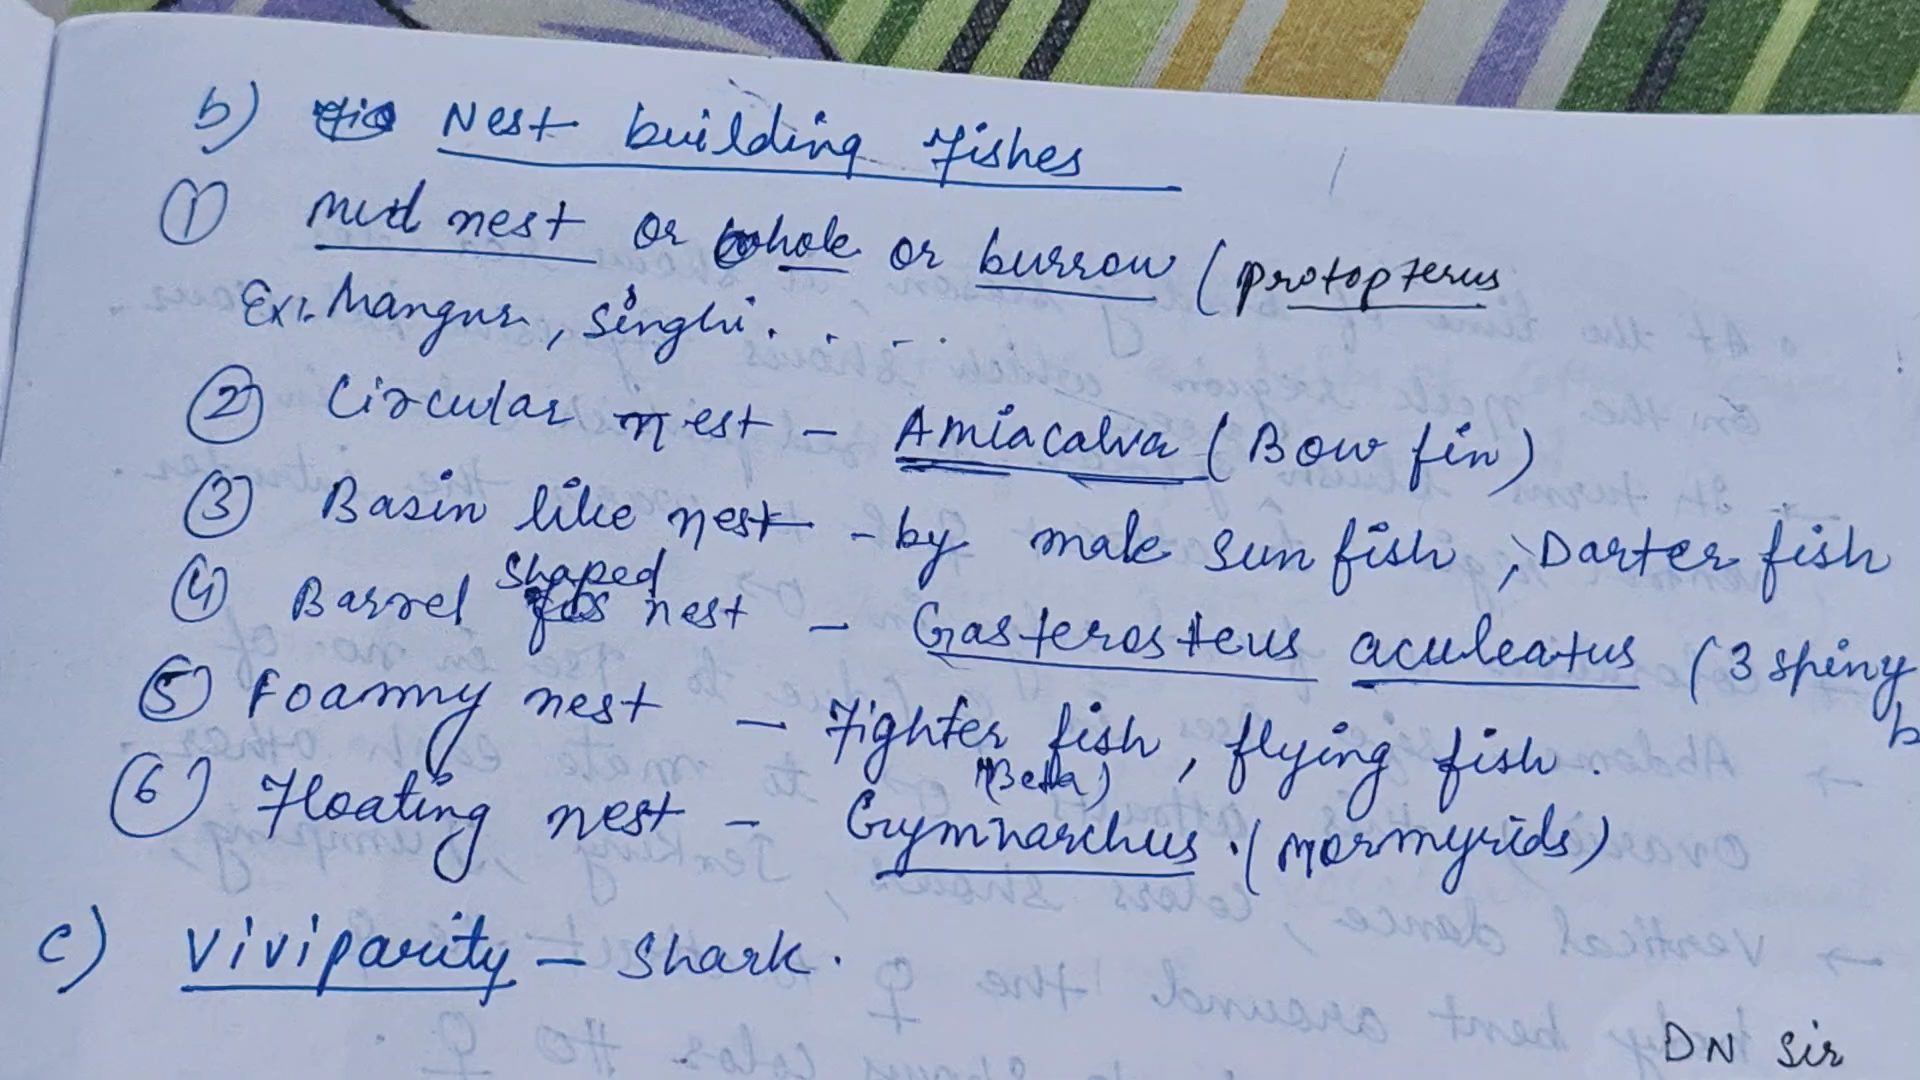 b) Nest building Fishes
① Mud nest or hole or burrow (Protopterus
Ex:- Mangur, Singhi. . . . .
② Circular nest - Amiacalva (Bow fin)
③ Basin like nest - by male Sun fish, Darter fish
④ Barrel shaped nest - Gasterosteus aculeatus (3 spiny
b
⑤ Foammy nest - Fighter fish, flying fish.
(Beta)
⑥ Floating nest - Gymnarchus. (Mormyrids)
c) Viviparity - Shark.
DN Sir